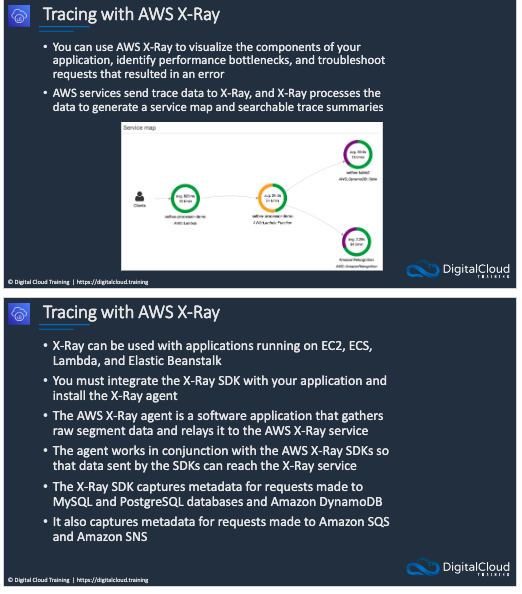 Tracing with AWS X-Ray
• You can use AWS X-Ray to visualize the components of your
application, identify performance bottlenecks, and troubleshoot
requests that resulted in an error
• AWS services send trace data to X-Ray, and X-Ray processes the
data to generate a service map and searchable trace summaries
Service map
Clients
© Digital Cloud Training | https://digitalcloud.training
DigitalCloud
TRAINING
Tracing with AWS X-Ray
• X-Ray can be used with applications running on EC2, ECS,
Lambda, and Elastic Beanstalk
• You must integrate the X-Ray SDK with your application and
install the X-Ray agent
• The AWS X-Ray agent is a software application that gathers
raw segment data and relays it to the AWS X-Ray service
• The agent works in conjunction with the AWS X-Ray SDKs so
that data sent by the SDKs can reach the X-Ray service
• The X-Ray SDK captures metadata for requests made to
MySQL and PostgreSQL databases and Amazon DynamoDB
• It also captures metadata for requests made to Amazon SQS
and Amazon SNS
© Digital Cloud Training | https://digitalcloud.training
DigitalCloud
TRAINING